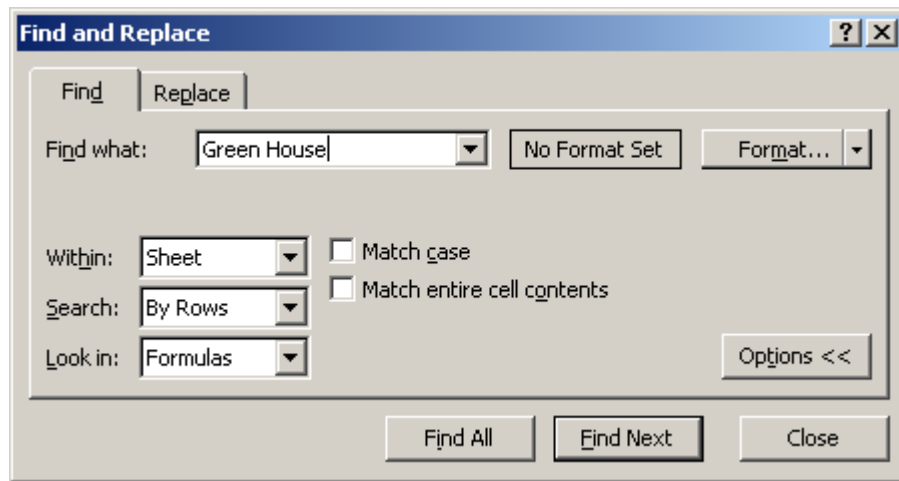 Find and Replace
Find Replace
Find what: Green House No Format Set Format...
Within: Sheet Match case
Match entire cell contents
Search: By Rows
Look in: Formulas Options <<
Find All Find Next Close